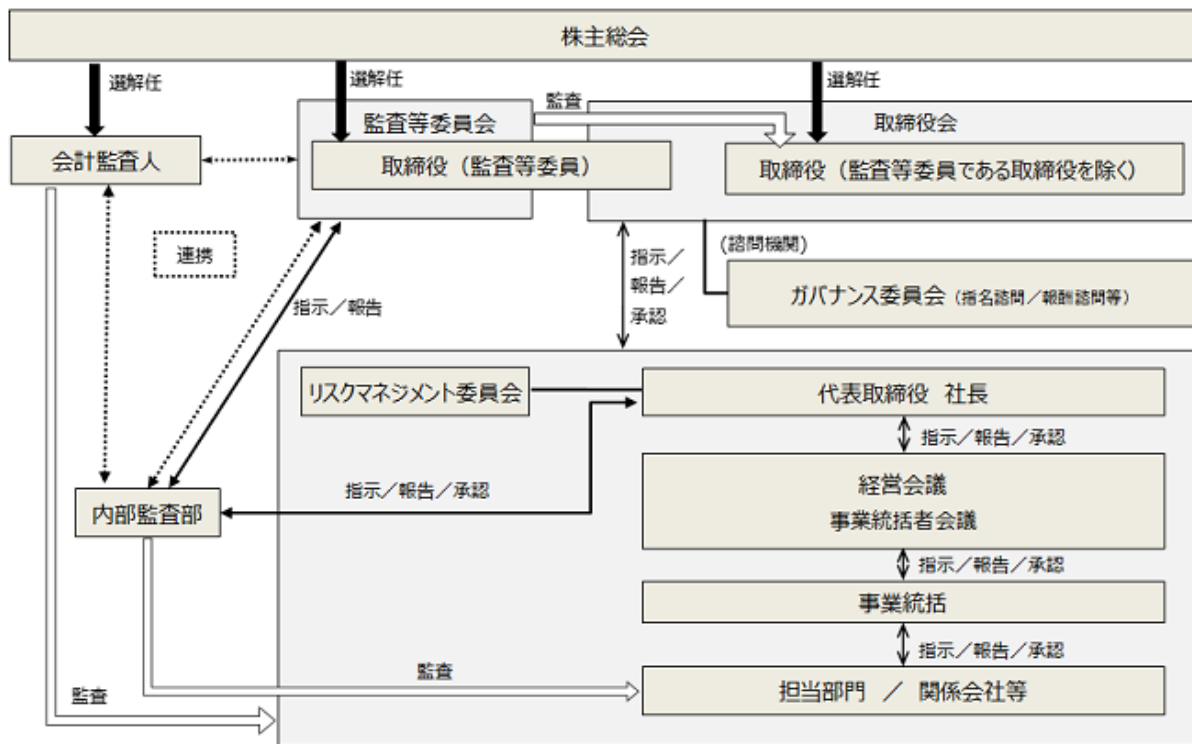 株主総会
選解任
選解任
選解任
監査
監査等委員会
取締役会
会計監査人
取締役（監査等委員）
取締役（監査等委員である取締役を除く）
連携
指示／報告
指示／
報告／
承認
(諮問機関)
ガバナンス委員会（指名諮問／報酬諮問等）
リスクマネジメント委員会
代表取締役　社長
指示／報告／承認
経営会議
事業統括者会議
指示／報告／承認
内部監査部
指示／報告／承認
事業統括
指示／報告／承認
監査
監査
担当部門　／　関係会社等